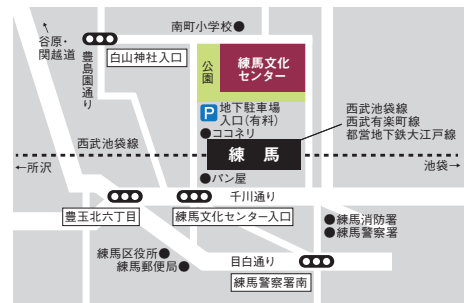 南町小学校●
谷原・
関越道
豊島園通り
白山神社入口
公園
練馬文化
センター
P 地下駐車場
入口(有料)
●ココネリ
西武池袋線
西武有楽町線
都営地下鉄大江戸線
西武池袋線
練馬
←所沢
池袋→
●パン屋
千川通り
豊玉北六丁目
練馬文化センター入口
●練馬消防署
●練馬警察署
練馬区役所●
練馬郵便局●
目白通り
練馬警察署南